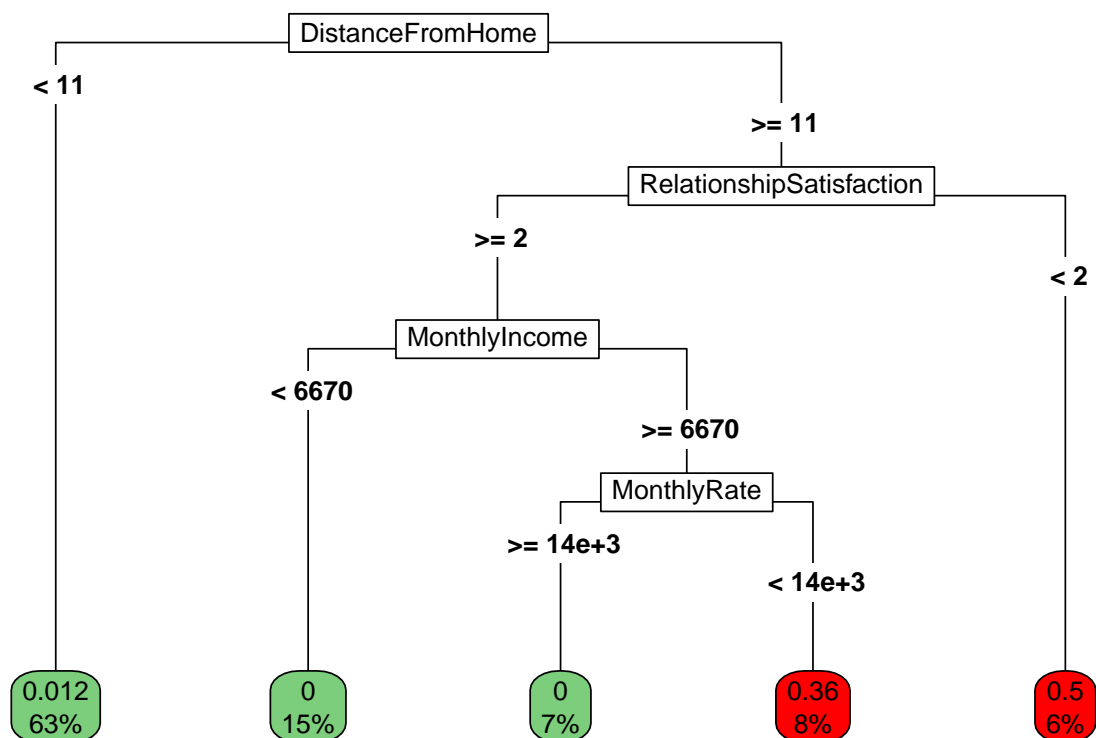 DistanceFromHome
< 11
>= 11
RelationshipSatisfaction
>= 2
< 2
MonthlyIncome
< 6670
>= 6670
MonthlyRate
>= 14e+3
< 14e+3
0.012
63%
0
15%
0
7%
0.36
8%
0.5
6%